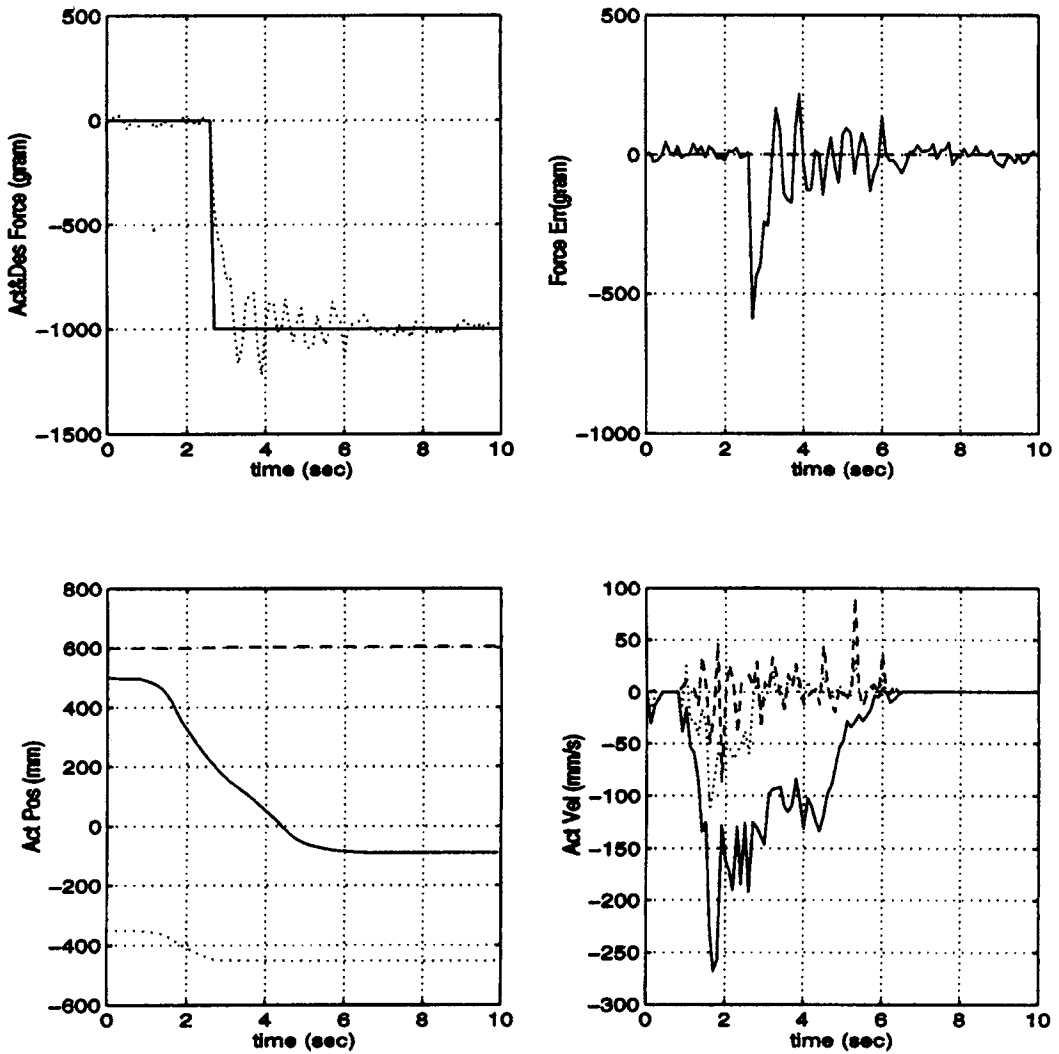 500
0
−500
−1000
−1500
0 2 4 6 8 10
time (sec)
Act&Des Force (gram)
500
0
−500
−1000
0 2 4 6 8 10
time (sec)
Force Err(gram)
800
600
400
200
0
−200
−400
−600
0 2 4 6 8 10
time (sec)
Act Pos (mm)
100
50
0
−50
−100
−150
−200
−250
−300
0 2 4 6 8 10
time (sec)
Act Vel (mm/s)